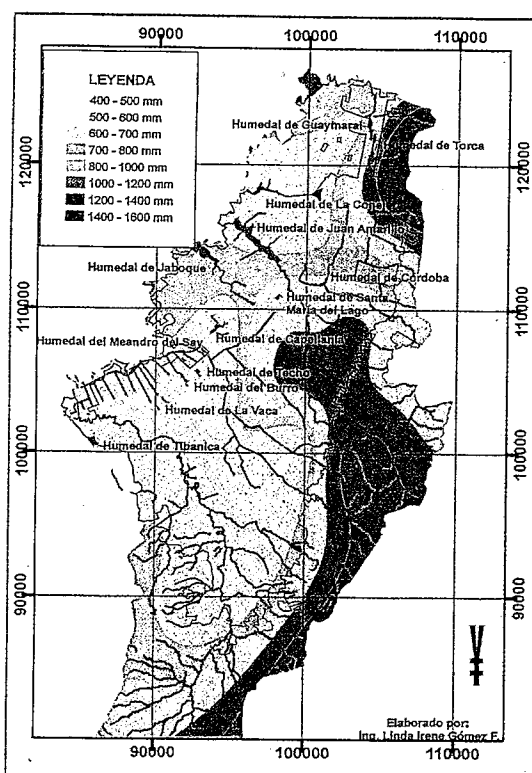 90000 100000 110000
LEYENDA
400 - 500 mm
500 - 600 mm
600 - 700 mm
700 - 800 mm
800 - 1000 mm
1000 - 1200 mm
1200 - 1400 mm
1400 - 1600 mm
120000
110000
100000
90000
Humedal de Guaymaral
de Torca
Humedal de La
Humedal de Juan Amarillo
Humedal de Jaboque
Humedal de Córdoba
Humedal de Santa
María del Lago
Humedal de Capellanía
Humedal del Meandro del Say
Humedal de Techo
Humedal del Burro
Humedal de La Vaca
Humedal de Tibanica
120000
110000
100000
90000
Elaborado por:
Ing. Linda Irene Gómez F.
90000 100000 110000